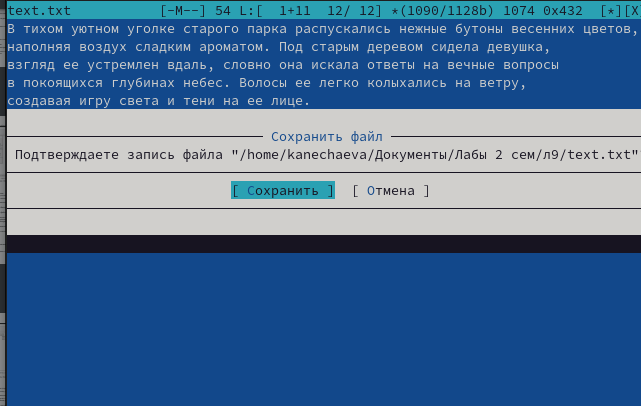 text.txt [-M--] 54 L:[ 1+11 12/ 12] *(1090/1128b) 1074 0x432 [*][X
В тихом уютном уголке старого парка распускались нежные бутоны весенних цветов,
наполняя воздух сладким ароматом. Под старым деревом сидела девушка,
взгляд ее устремлен вдаль, словно она искала ответы на вечные вопросы
в покоящихся глубинах небес. Волосы ее легко колыхались на ветру,
создавая игру света и тени на ее лице.
Сохранить файл
Подтверждаете запись файла "/home/kanechaeva/Документы/Лабы 2 сем/л9/text.txt"
[ Сохранить ] [ Отмена ]